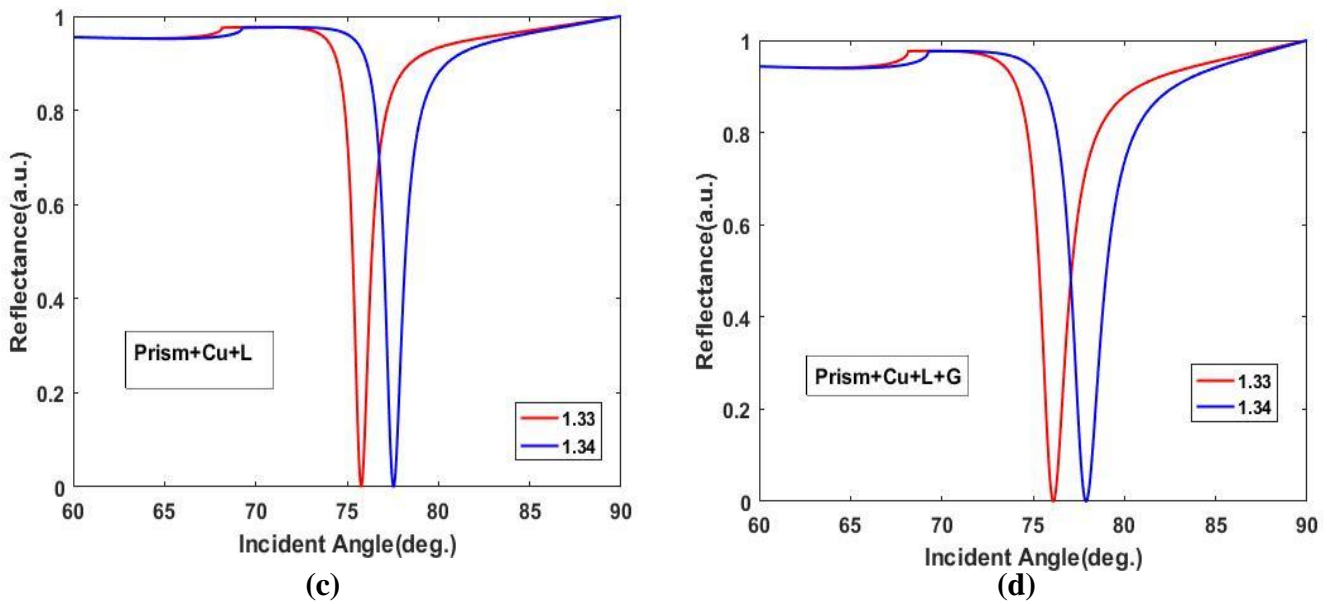 1
0.8
0.6
0.4
0.2
0
Reflectance(a.u.)
Prism+Cu+L
1.33
1.34
60 65 70 75 80 85 90
Incident Angle(deg.)
(c)
1
0.8
0.6
0.4
0.2
0
Reflectance(a.u.)
Prism+Cu+L+G
1.33
1.34
60 65 70 75 80 85 90
Incident Angle(deg.)
(d)